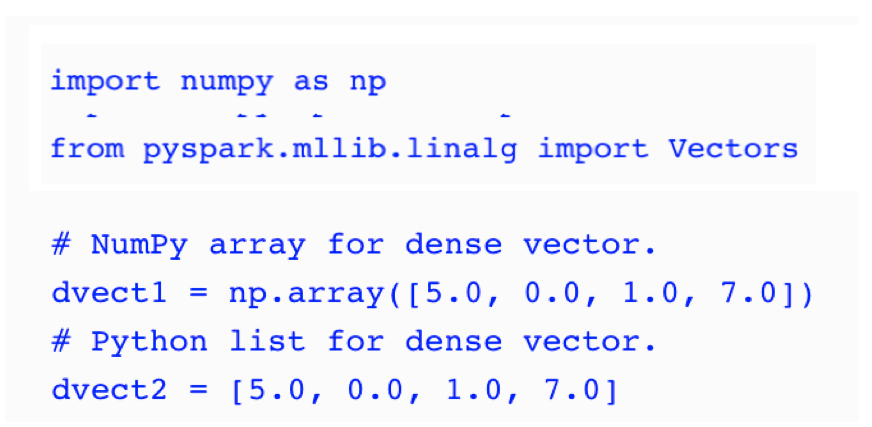 import numpy as np
from pyspark.mllib.linalg import Vectors
# NumPy array for dense vector.
dvect1 = np.array([5.0, 0.0, 1.0, 7.0])
# Python list for dense vector.
dvect2 = [5.0, 0.0, 1.0, 7.0]